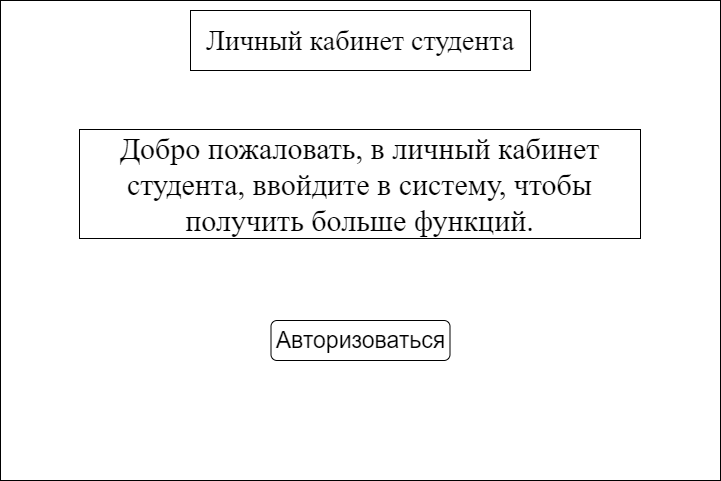 Личный кабинет студента
Добро пожаловать, в личный кабинет
студента, ввойдите в систему, чтобы
получить больше функций.
Авторизоваться